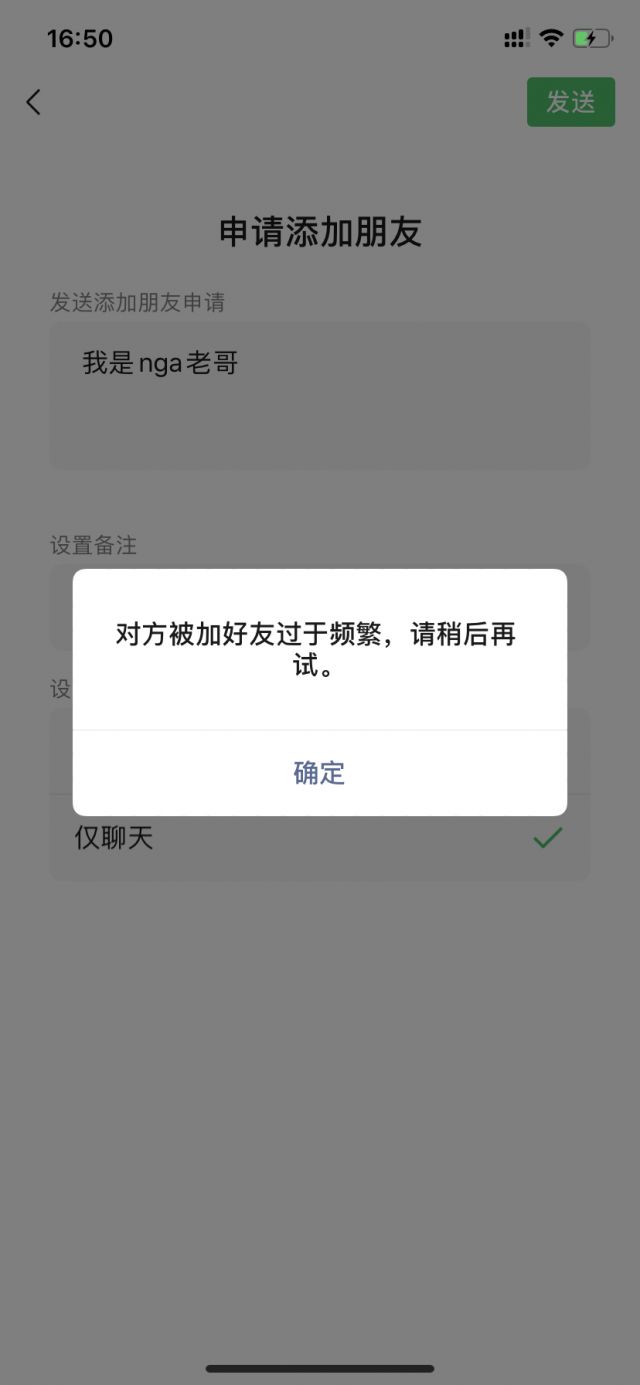 16:50
发送
申请添加朋友
发送添加朋友申请
我是nga老哥
设置备注
对方被加好友过于频繁，请稍后再
试。
设
确定
仅聊天